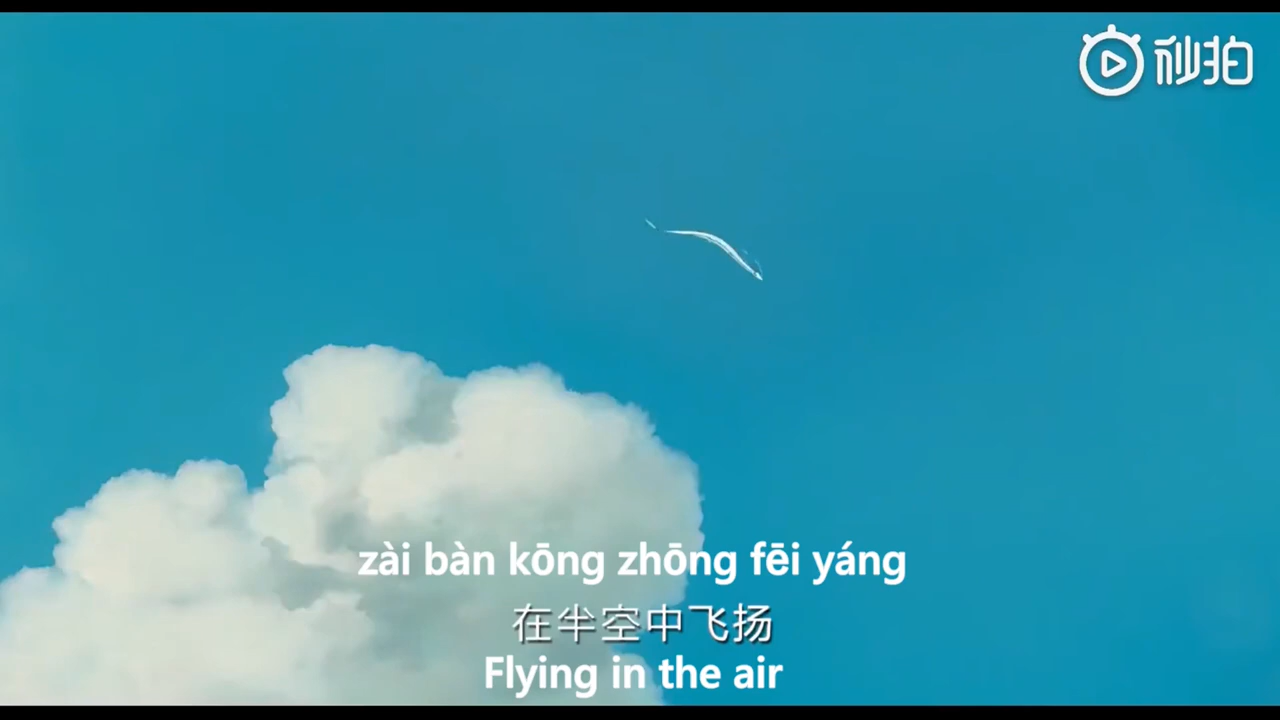 秒拍
zài bàn kōng zhōng fēi yáng
在半空中飞扬
Flying in the air